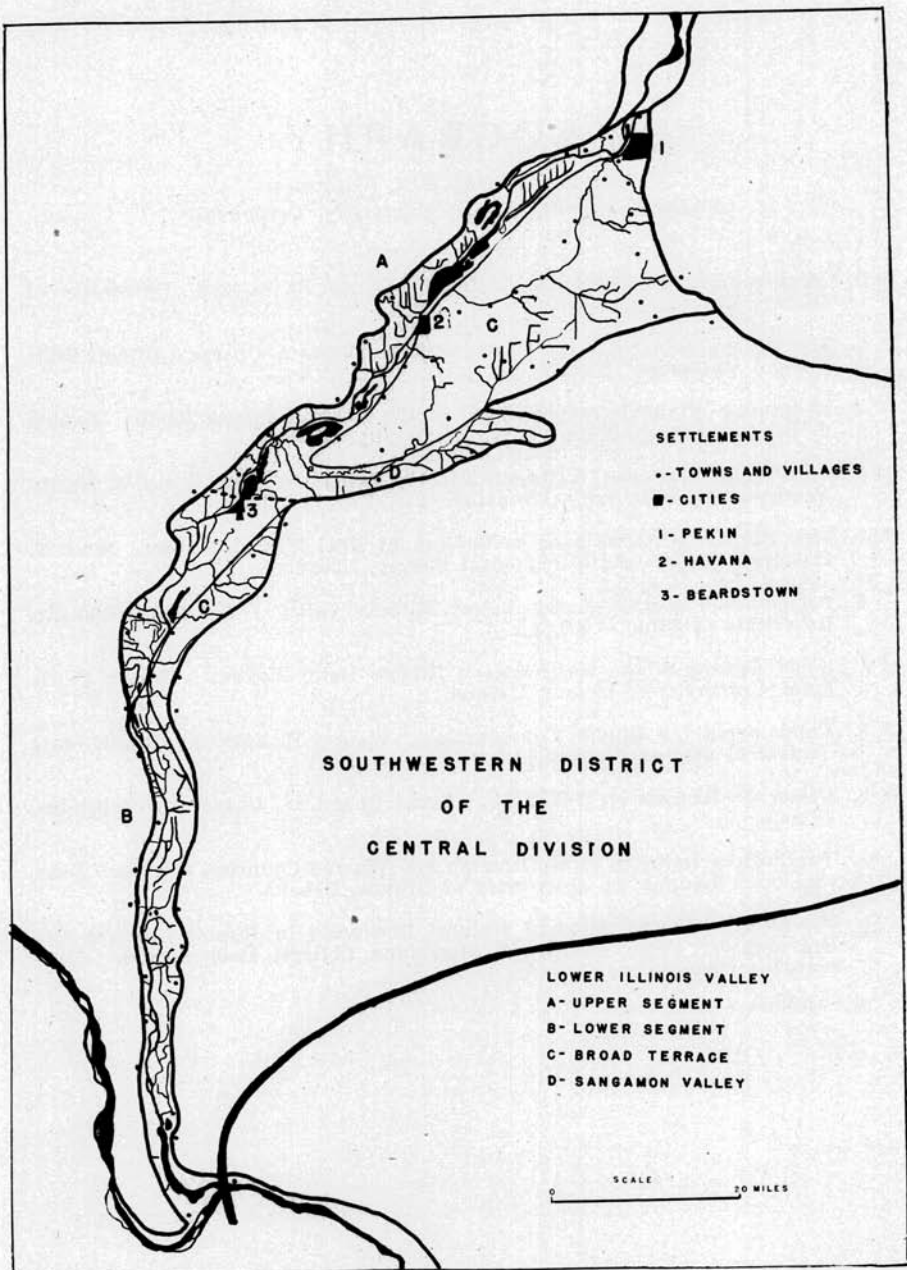 1
A
2
C
SETTLEMENTS
•-TOWNS AND VILLAGES
■-CITIES
1-PEKIN
2-HAVANA
3-BEARDSTOWN
D
3
C
SOUTHWESTERN DISTRICT
OF THE
CENTRAL DIVISION
B
LOWER ILLINOIS VALLEY
A-UPPER SEGMENT
B-LOWER SEGMENT
C-BROAD TERRACE
D-SANGAMON VALLEY
SCALE
0 20 MILES